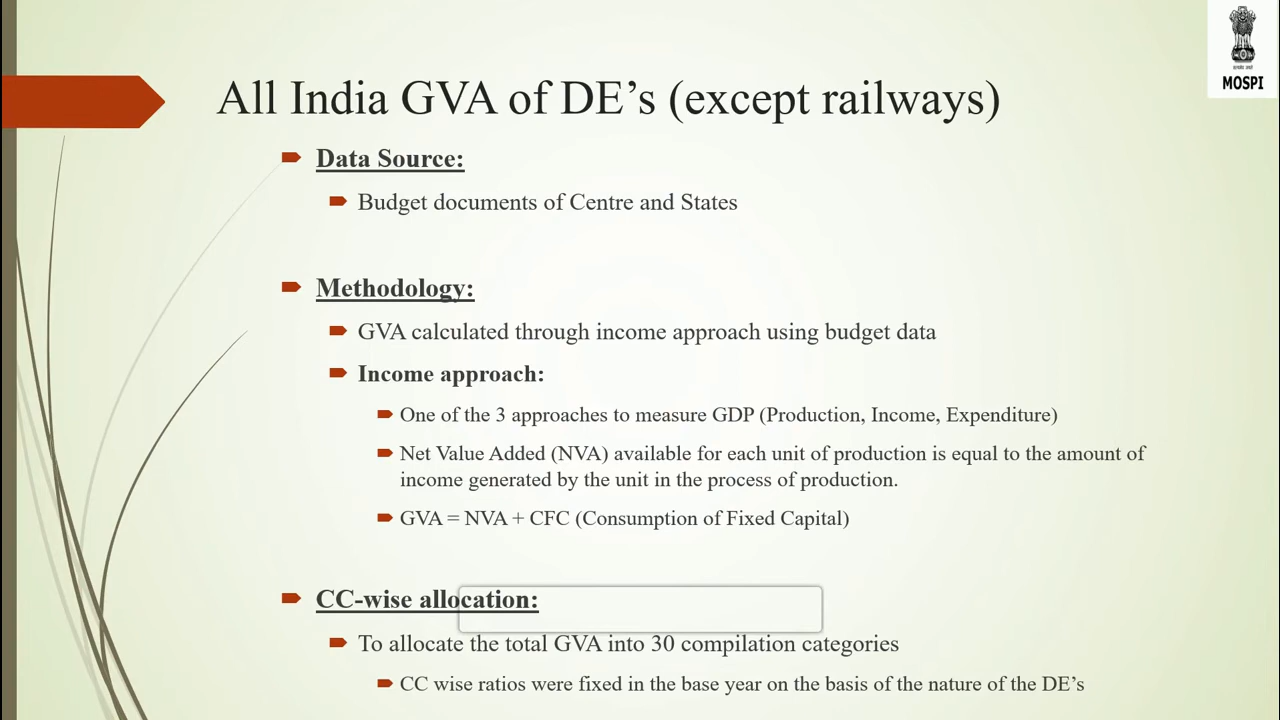 MOSPI
All India GVA of DE’s (except railways)
Data Source:
Budget documents of Centre and States
Methodology:
GVA calculated through income approach using budget data
Income approach:
One of the 3 approaches to measure GDP (Production, Income, Expenditure)
Net Value Added (NVA) available for each unit of production is equal to the amount of
income generated by the unit in the process of production.
GVA = NVA + CFC (Consumption of Fixed Capital)
CC-wise allocation:
To allocate the total GVA into 30 compilation categories
CC wise ratios were fixed in the base year on the basis of the nature of the DE’s